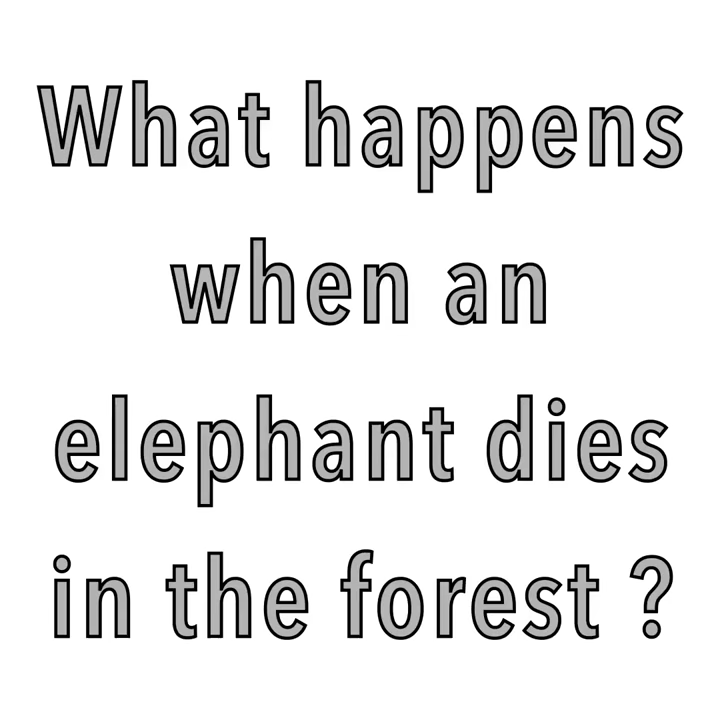 What happens
when an
elephant dies
in the forest ?